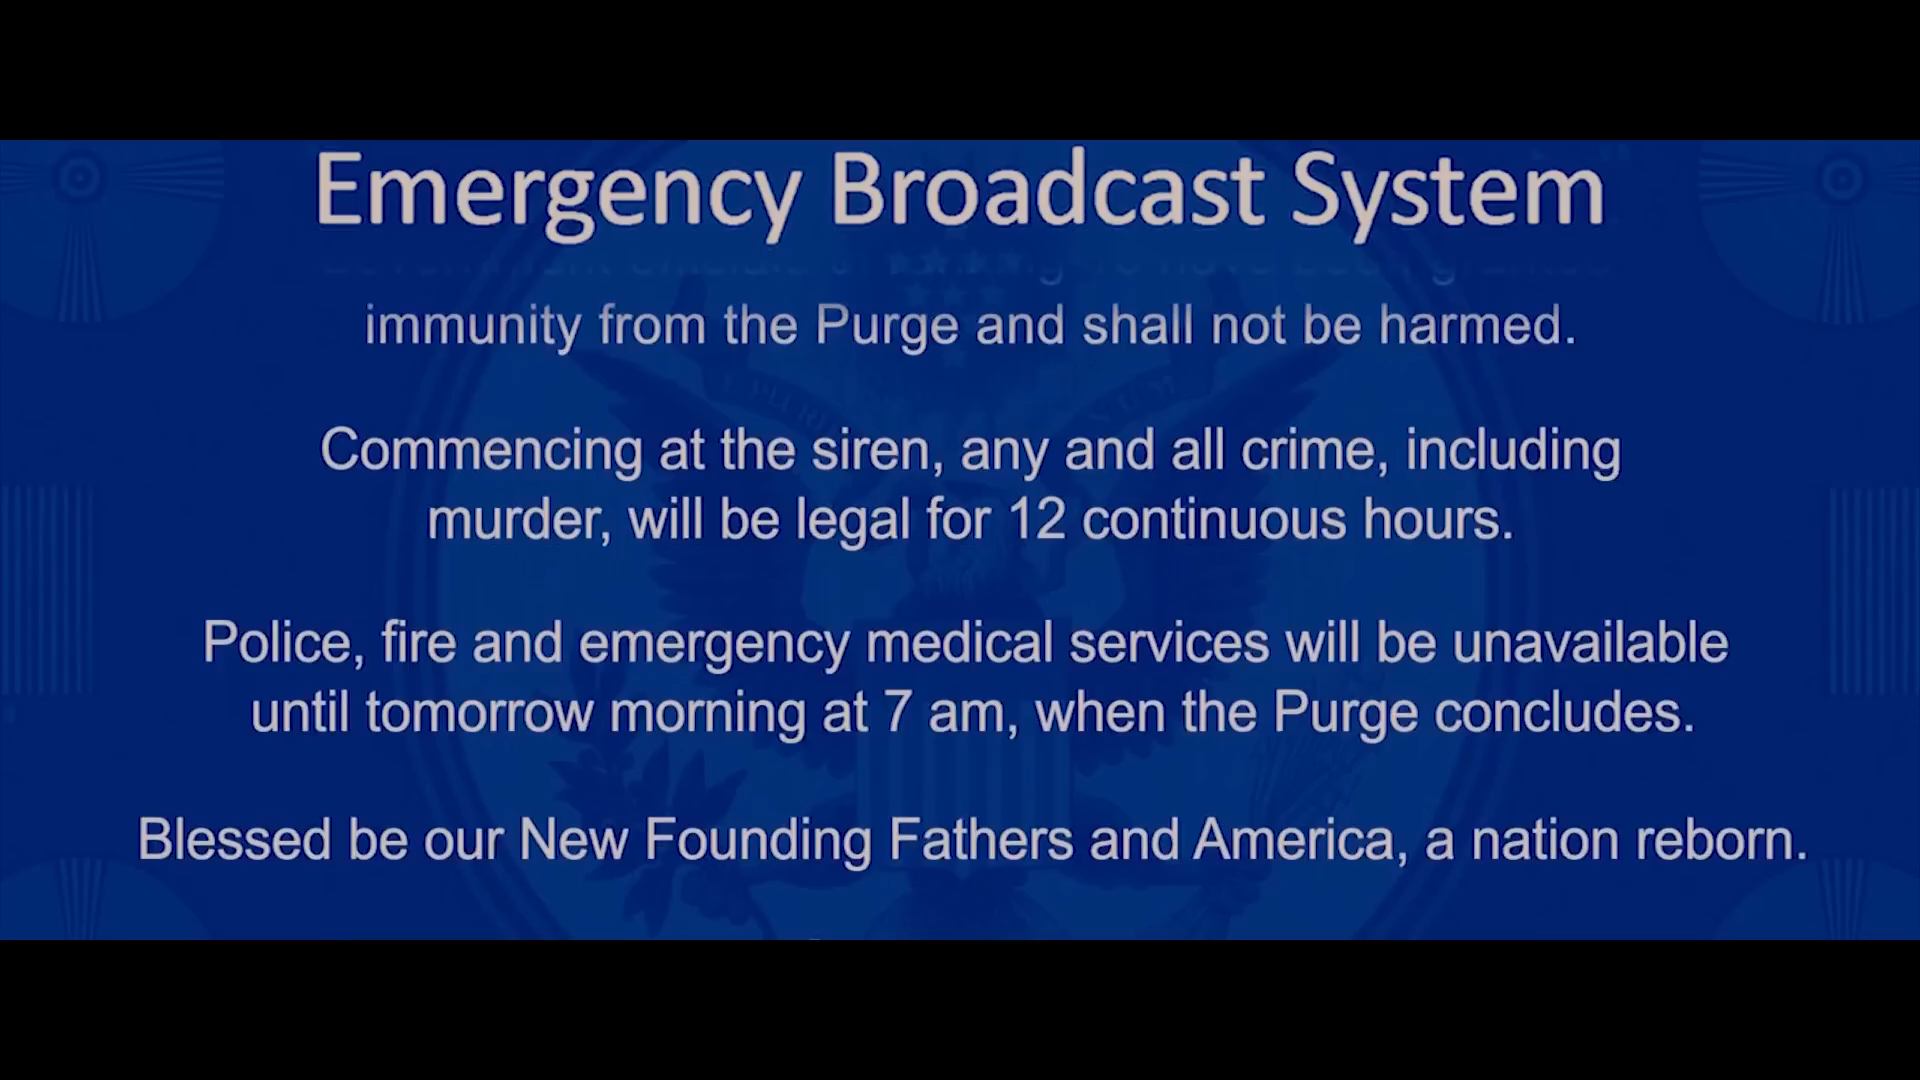 Emergency Broadcast System
immunity from the Purge and shall not be harmed.
Commencing at the siren, any and all crime, including
murder, will be legal for 12 continuous hours.
Police, fire and emergency medical services will be unavailable
until tomorrow morning at 7 am, when the Purge concludes.
Blessed be our New Founding Fathers and America, a nation reborn.